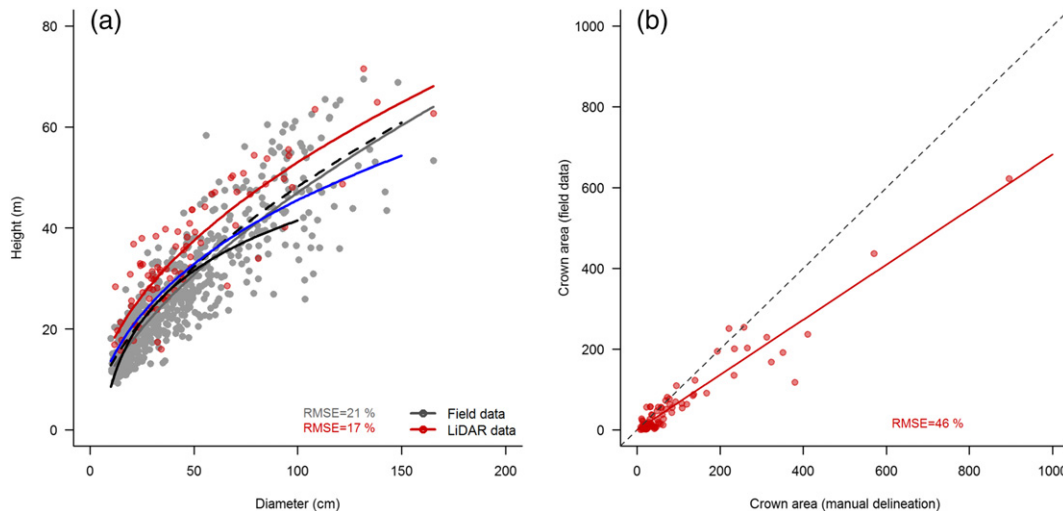 (a)
80
60
40
20
0
Height (m)
0 50 100 150 200
Diameter (cm)
RMSE=21 %
RMSE=17 %
Field data
LiDAR data
(b)
1000
800
600
400
200
0
Crown area (field data)
0 200 400 600 800 1000
Crown area (manual delineation)
RMSE=46 %